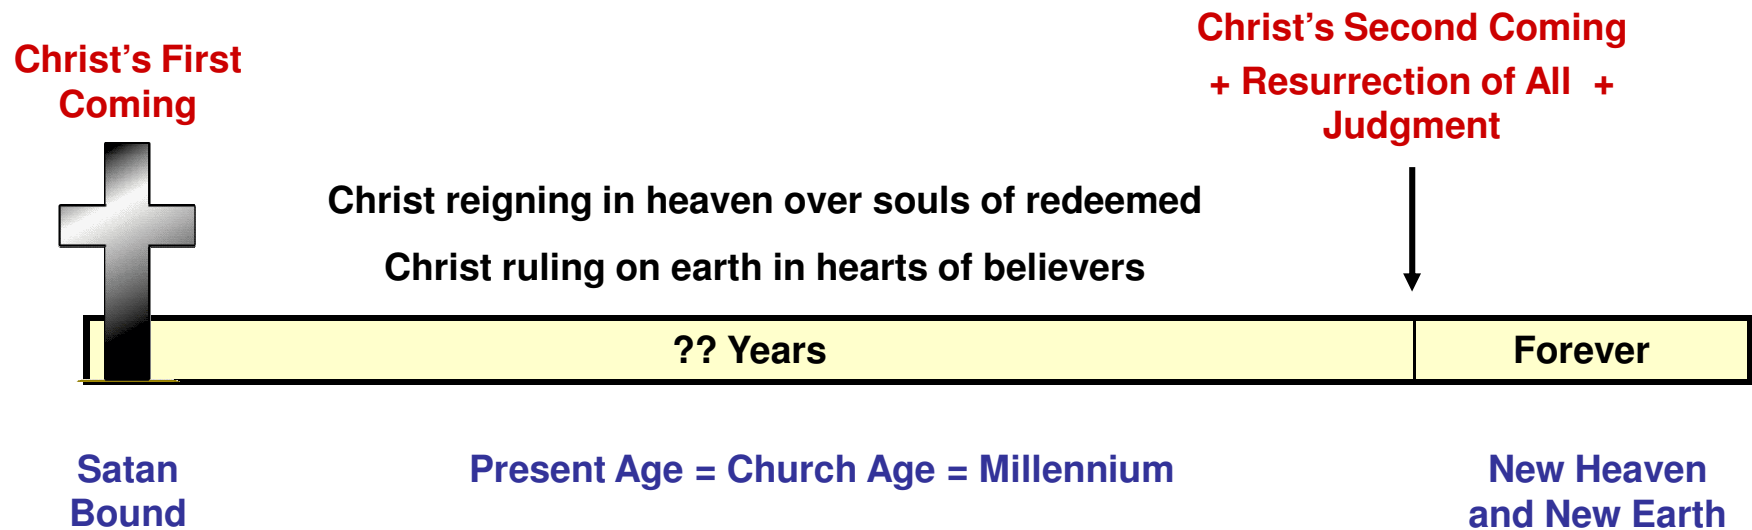 Christ’s First
Coming
Christ’s Second Coming
+ Resurrection of All +
Judgment
Christ reigning in heaven over souls of redeemed
Christ ruling on earth in hearts of believers
?? Years
Forever
Satan
Bound
Present Age = Church Age = Millennium
New Heaven
and New Earth